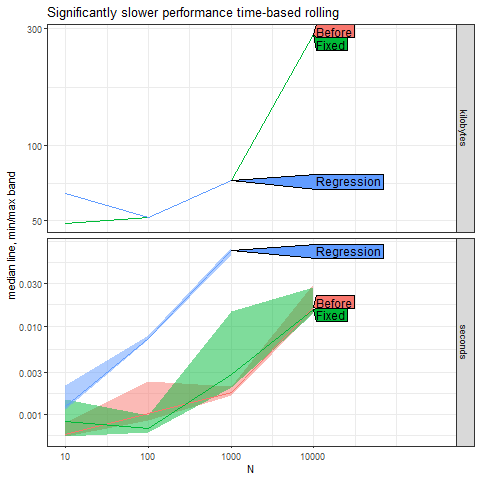 Significantly slower performance time-based rolling
median line, min/max band
300
100
50
Before
Fixed
Regression
kilobytes
0.030
0.010
0.003
0.001
Regression
Before
Fixed
seconds
10
100
1000
10000
N